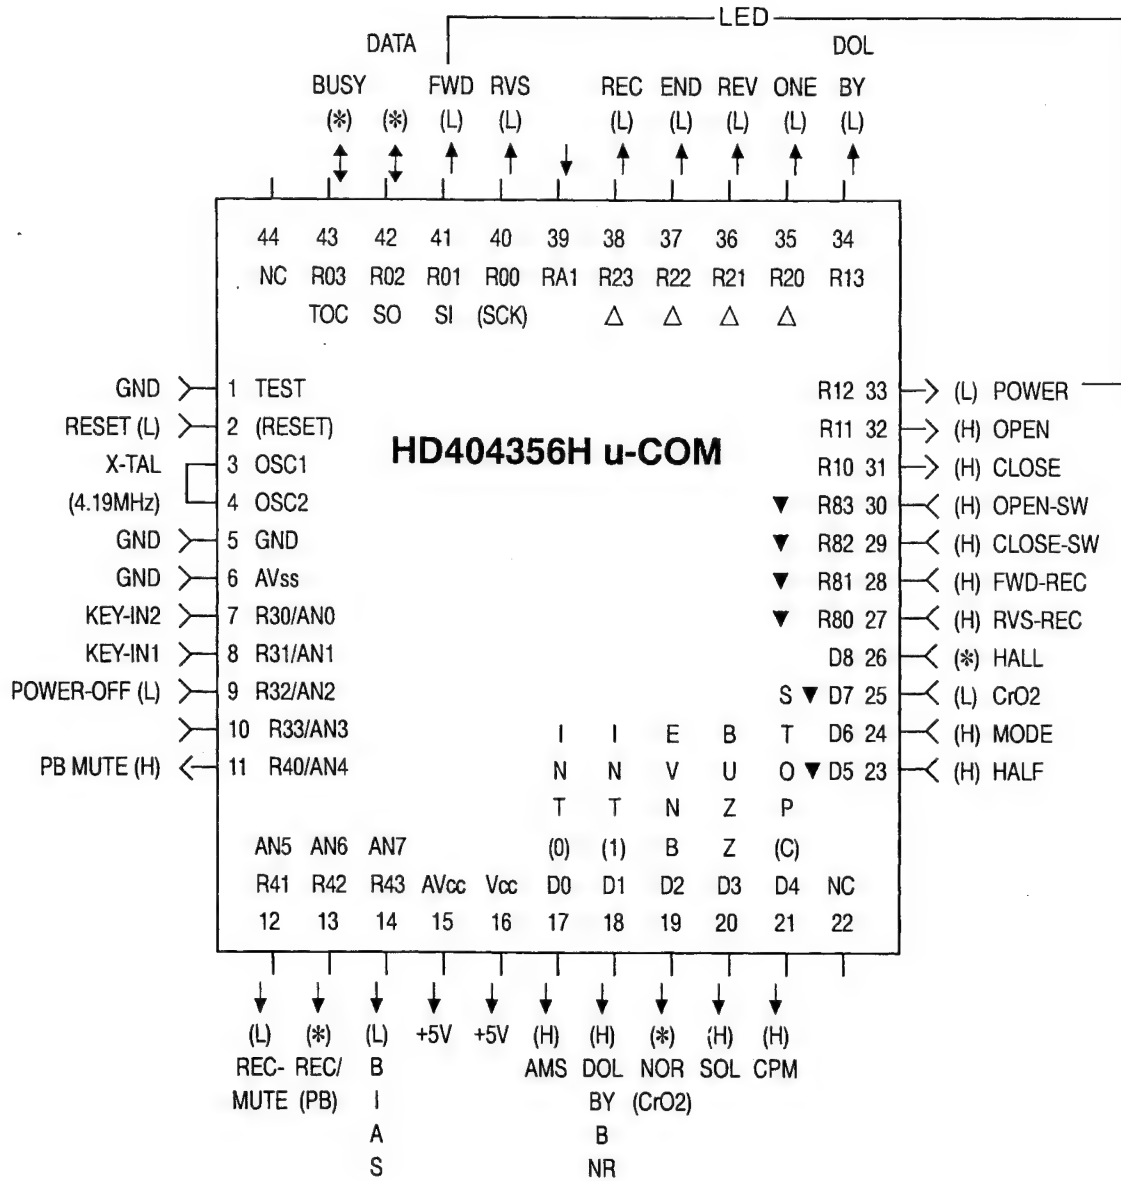 LED
DATA DOL
BUSY FWD RVS REC END REV ONE BY
(✻) (✻) (L) (L) (L) (L) (L) (L) (L)
44 43 42 41 40 39 38 37 36 35 34
NC R03 R02 R01 R00 RA1 R23 R22 R21 R20 R13
TOC SO SI (SCK) △ △ △ △
GND 1 TEST R12 33 (L) POWER
RESET (L) 2 (RESET) R11 32 (H) OPEN
HD404356H u-COM
X-TAL 3 OSC1 R10 31 (H) CLOSE
(4.19MHz) 4 OSC2 ▼ R83 30 (H) OPEN-SW
GND 5 GND ▼ R82 29 (H) CLOSE-SW
GND 6 AVss ▼ R81 28 (H) FWD-REC
KEY-IN2 7 R30/AN0 ▼ R80 27 (H) RVS-REC
KEY-IN1 8 R31/AN1 D8 26 (✻) HALL
POWER-OFF (L) 9 R32/AN2 S ▼ D7 25 (L) CrO2
10 R33/AN3 I I E B T D6 24 (H) MODE
PB MUTE (H) 11 R40/AN4 N N V U O ▼ D5 23 (H) HALF
T T N Z P
AN5 AN6 AN7 (0) (1) B Z (C)
R41 R42 R43 AVcc Vcc D0 D1 D2 D3 D4 NC
12 13 14 15 16 17 18 19 20 21 22
(L) (✻) (L) +5V +5V (H) (H) (✻) (H) (H)
REC- REC/ B AMS DOL NOR SOL CPM
MUTE (PB) I BY (CrO2)
A B
S NR